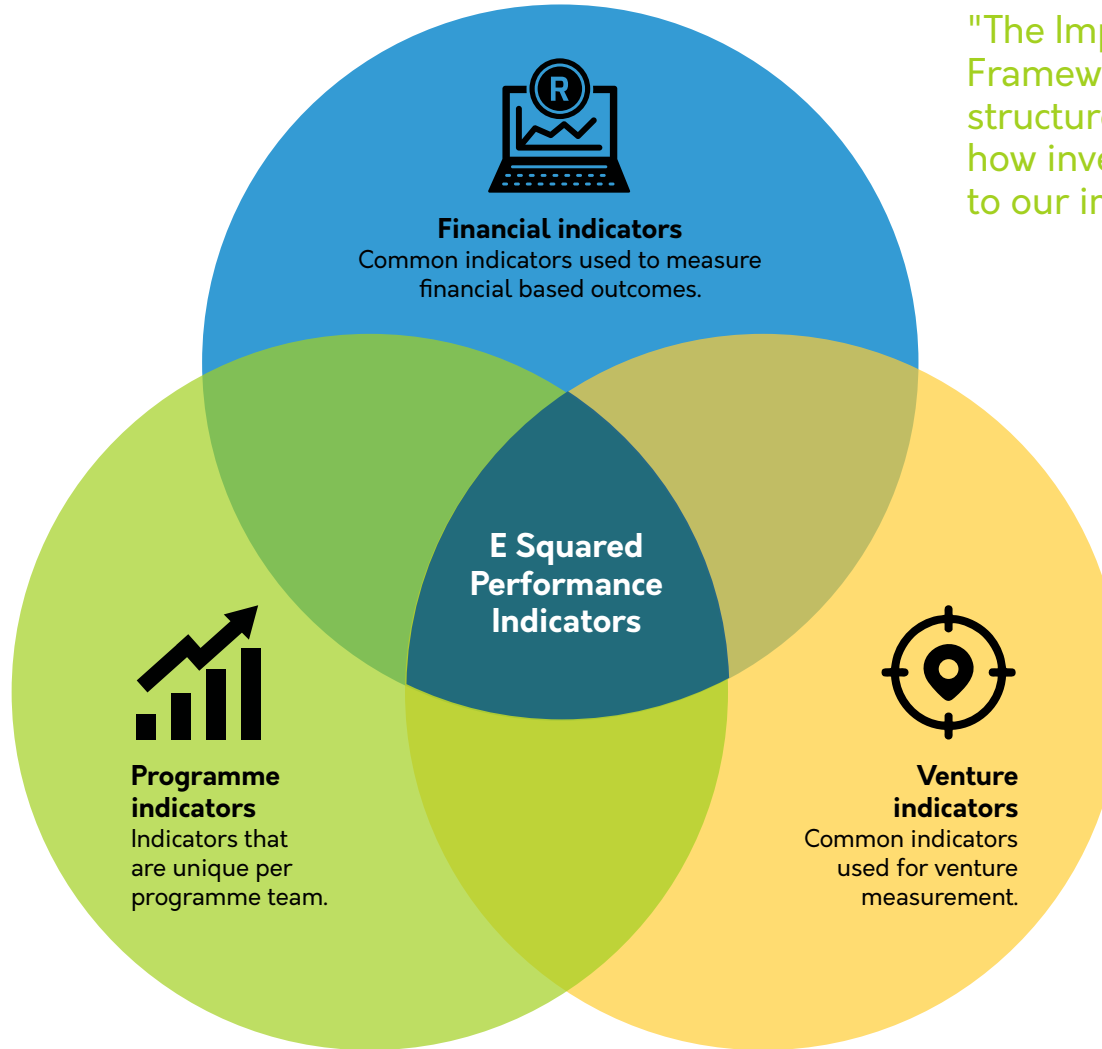 "The Imp
Framew
structure
how inve
to our in
R
Financial indicators
Common indicators used to measure
financial based outcomes.
E Squared
Performance
Indicators
Programme
indicators
Indicators that
are unique per
programme team.
Venture
indicators
Common indicators
used for venture
measurement.